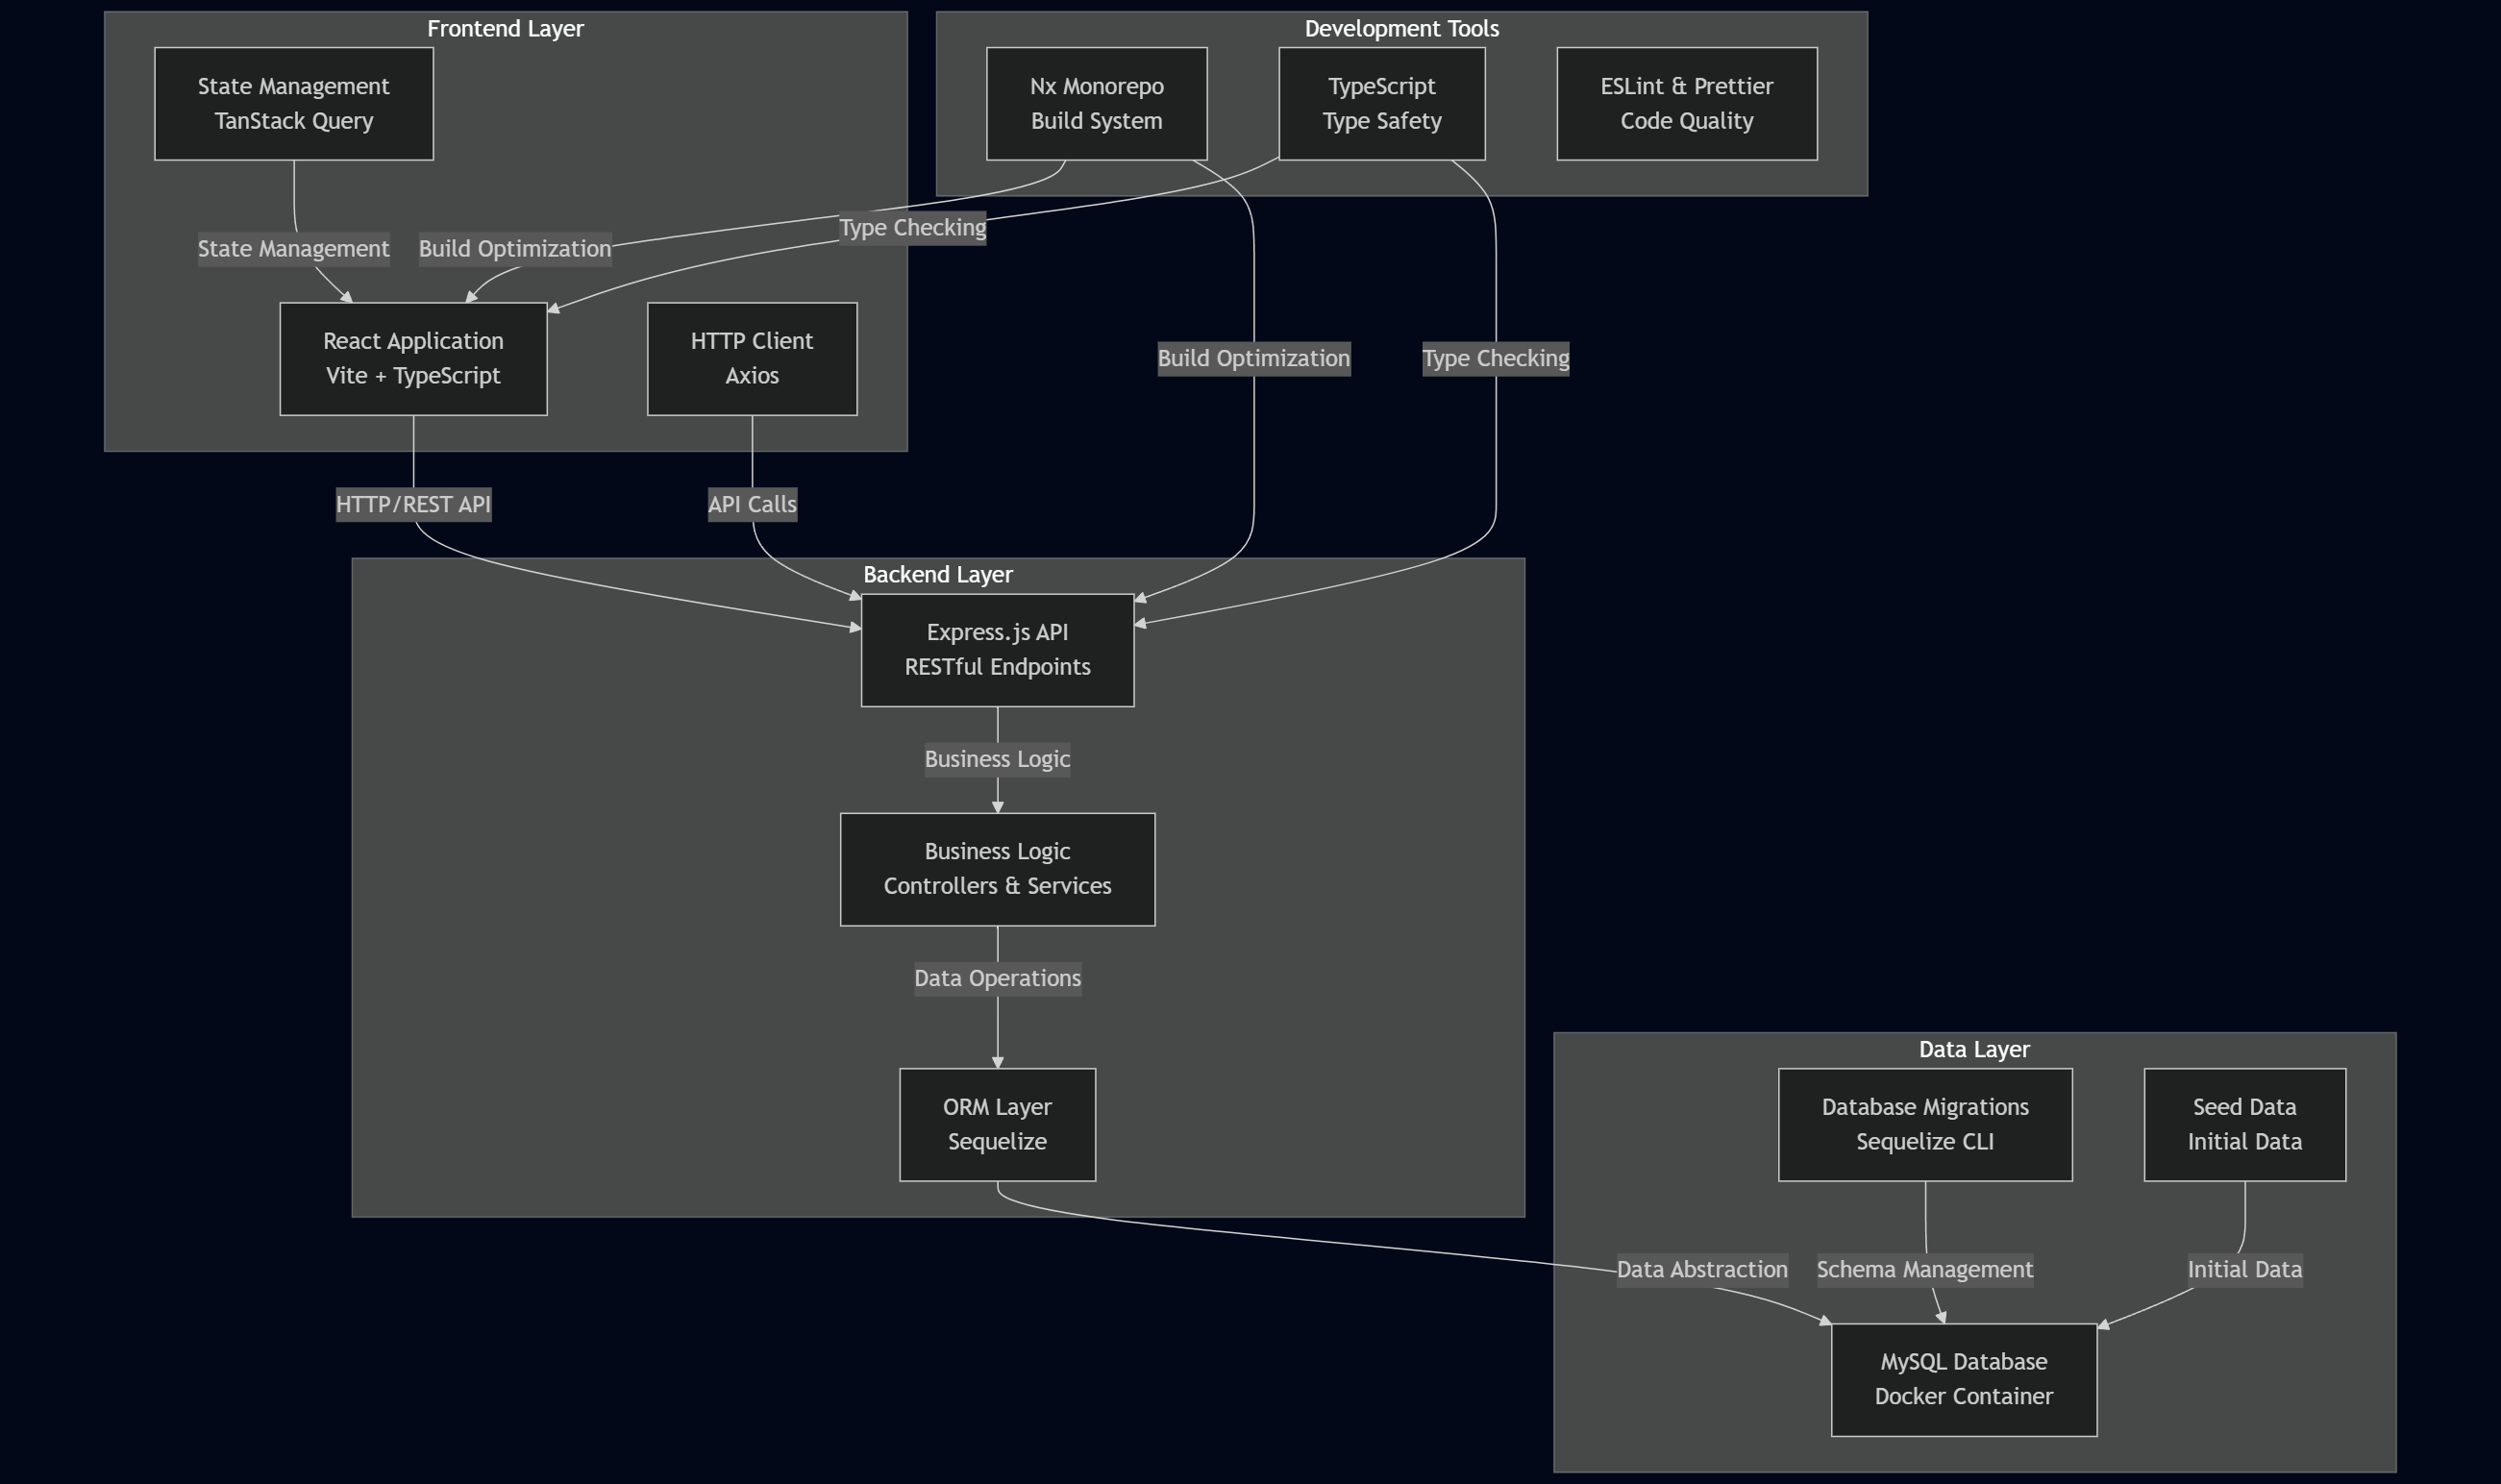 Frontend Layer
State Management
TanStack Query
State Management
Build Optimization
Type Checking
React Application
Vite + TypeScript
HTTP Client
Axios
HTTP/REST API
API Calls
Development Tools
Nx Monorepo
Build System
TypeScript
Type Safety
ESLint & Prettier
Code Quality
Build Optimization
Type Checking
Backend Layer
Express.js API
RESTful Endpoints
Business Logic
Business Logic
Controllers & Services
Data Operations
ORM Layer
Sequelize
Data Layer
Database Migrations
Sequelize CLI
Seed Data
Initial Data
Data Abstraction
Schema Management
Initial Data
MySQL Database
Docker Container